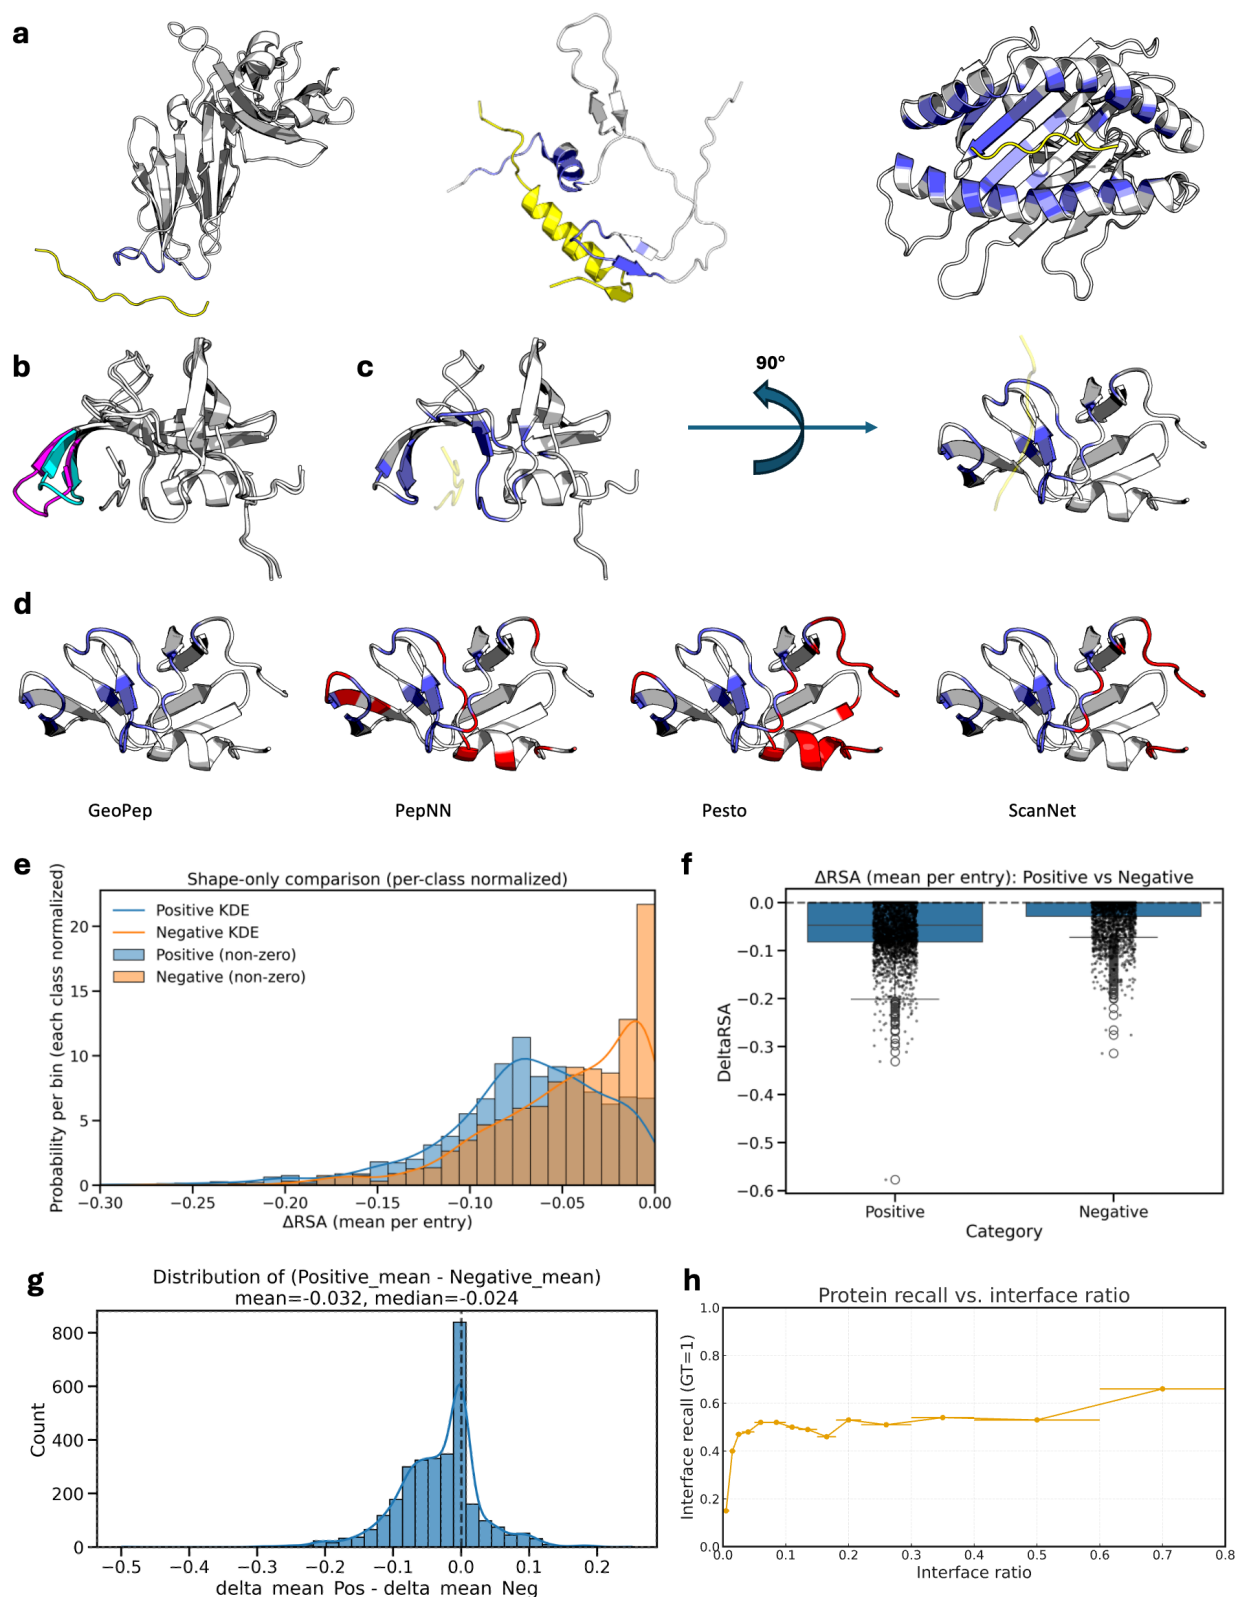 a
b
c
90°
d
GeoPep
PepNN
Pesto
ScanNet
e
Shape-only comparison (per-class normalized)
Probability per bin (each class normalized)
Positive KDE
Negative KDE
Positive (non-zero)
Negative (non-zero)
20
15
10
5
0
−0.30
−0.20
−0.15
−0.10
−0.05
0.00
ΔRSA (mean per entry)
f
ΔRSA (mean per entry): Positive vs Negative
DeltaRSA
0.0
−0.1
−0.2
−0.3
−0.4
−0.5
−0.6
Positive
Negative
Category
g
Distribution of (Positive_mean - Negative_mean)
mean=-0.032, median=-0.024
Count
800
600
400
200
0
−0.5
−0.4
−0.3
−0.2
−0.1
0.0
0.1
0.2
delta_mean_Pos - delta_mean_Neg
h
Protein recall vs. interface ratio
Interface recall (GT=1)
1.0
0.8
0.6
0.4
0.2
0.0
0.0
0.1
0.2
0.3
0.4
0.5
0.6
0.7
0.8
Interface ratio